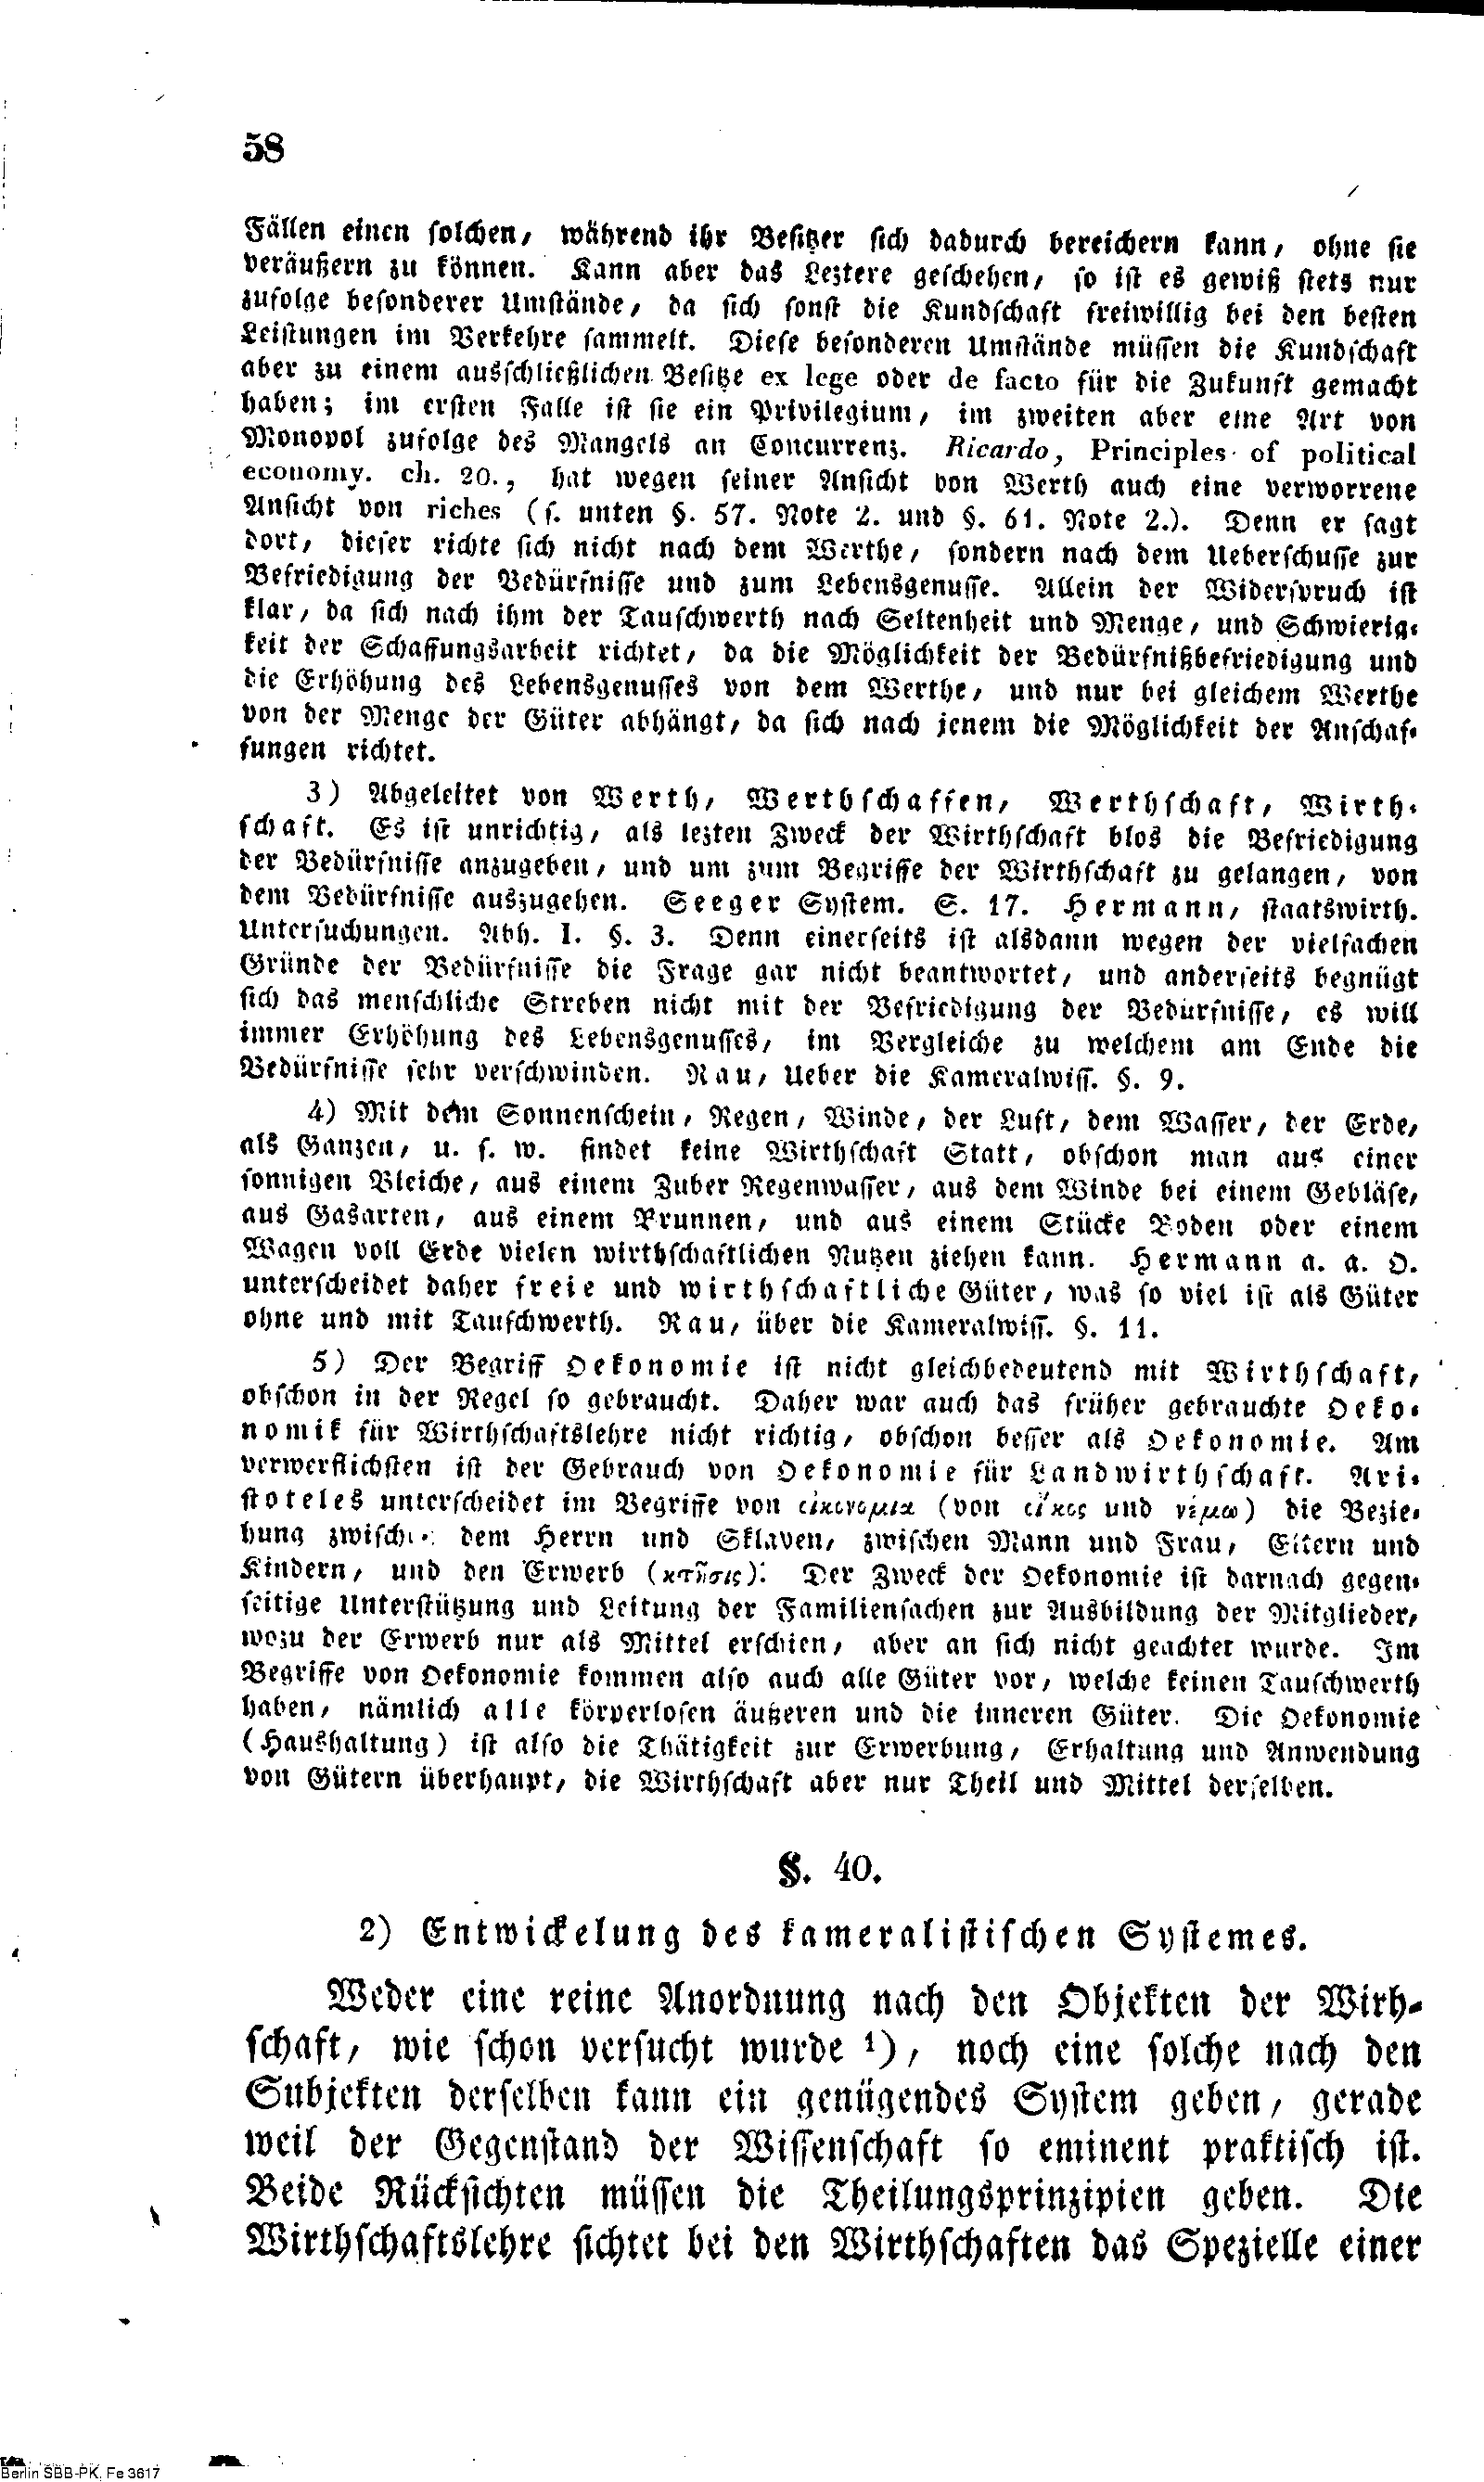 58
Fällen einen solchen, während ihr Besitzer sich dadurch bereichern kann, ohne sie
veräußern zu können. Kann aber das Leztere geschehen, so ist es gewiß stets nur
zufolge besonderer Umstände, da sich sonst die Kundschaft freiwillig bei den besten
Leistungen im Verkehre sammelt. Diese besonderen Umstände müssen die Kundschaft
aber zu einem ausschließlichen Besitze ex lege oder de facto für die Zukunft gemacht
haben; im ersten Falle ist sie ein Privilegium, im zweiten aber eine Art von
Monopol zufolge des Mangels an Concurrenz. Ricardo, Principles of political
economy. ch. 20., hat wegen seiner Ansicht von Werth auch eine verworrene
Ansicht von riches (s. unten §. 57. Note 2. und §. 61. Note 2.). Denn er sagt
dort, dieser richte sich nicht nach dem Werthe, sondern nach dem Ueberschusse zur
Befriedigung der Bedürfnisse und zum Lebensgenusse. Allein der Widerspruch ist
klar, da sich nach ihm der Tauschwerth nach Seltenheit und Menge, und Schwierig-
keit der Schaffungsarbeit richtet, da die Möglichkeit der Bedürfnißbefriedigung und
die Erhöhung des Lebensgenusses von dem Werthe, und nur bei gleichem Werthe
von der Menge der Güter abhängt, da sich nach jenem die Möglichkeit der Anschaf-
fungen richtet.
3) Abgeleitet von Werth, Werthschaffen, Werthschaft, Wirth-
schaft. Es ist unrichtig, als lezten Zweck der Wirthschaft blos die Befriedigung
der Bedürfnisse anzugeben, und um zum Begriffe der Wirthschaft zu gelangen, von
dem Bedürfnisse auszugehen. Seeger System. S. 17. Hermann, staatswirth.
Untersuchungen. Abh. I. §. 3. Denn einerseits ist alsdann wegen der vielfachen
Gründe der Bedürfnisse die Frage gar nicht beantwortet, und anderseits begnügt
sich das menschliche Streben nicht mit der Befriedigung der Bedürfnisse, es will
immer Erhöhung des Lebensgenusses, im Vergleiche zu welchem am Ende die
Bedürfnisse sehr verschwinden. Rau, Ueber die Kameralwiss. §. 9.
4) Mit dem Sonnenschein, Regen, Winde, der Luft, dem Wasser, der Erde,
als Ganzen, u. s. w. findet keine Wirthschaft Statt, obschon man aus einer
sonnigen Bleiche, aus einem Zuber Regenwasser, aus dem Winde bei einem Gebläse,
aus Gasarten, aus einem Brunnen, und aus einem Stücke Boden oder einem
Wagen voll Erde vielen wirthschaftlichen Nutzen ziehen kann. Hermann a. a. O.
unterscheidet daher freie und wirthschaftliche Güter, was so viel ist als Güter
ohne und mit Tauschwerth. Rau, über die Kameralwiss. §. 11.
5) Der Begriff Oekonomie ist nicht gleichbedeutend mit Wirthschaft,
obschon in der Regel so gebraucht. Daher war auch das früher gebrauchte Oeko-
nomik für Wirthschaftslehre nicht richtig, obschon besser als Oekonomie. Am
verwerflichsten ist der Gebrauch von Oekonomie für Landwirthschaft. Ari-
stoteles unterscheidet im Begriffe von οἰκονομία (von οἶκος und νέμω) die Bezie-
hung zwischen dem Herrn und Sklaven, zwischen Mann und Frau, Eltern und
Kindern, und den Erwerb (κτῆσις). Der Zweck der Oekonomie ist darnach gegen-
seitige Unterstützung und Leitung der Familiensachen zur Ausbildung der Mitglieder,
wozu der Erwerb nur als Mittel erschien, aber an sich nicht geachtet wurde. Im
Begriffe von Oekonomie kommen also auch alle Güter vor, welche keinen Tauschwerth
haben, nämlich alle körperlosen äußeren und die inneren Güter. Die Oekonomie
(Haushaltung) ist also die Thätigkeit zur Erwerbung, Erhaltung und Anwendung
von Gütern überhaupt, die Wirthschaft aber nur Theil und Mittel derselben.
§. 40.
2) Entwickelung des kameralistischen Systemes.
Weder eine reine Anordnung nach den Objekten der Wirh-
schaft, wie schon versucht wurde 1), noch eine solche nach den
Subjekten derselben kann ein genügendes System geben, gerade
weil der Gegenstand der Wissenschaft so eminent praktisch ist.
Beide Rücksichten müssen die Theilungsprinzipien geben. Die
Wirthschaftslehre sichtet bei den Wirthschaften das Spezielle einer
Berlin SBB-PK, Fe 3617